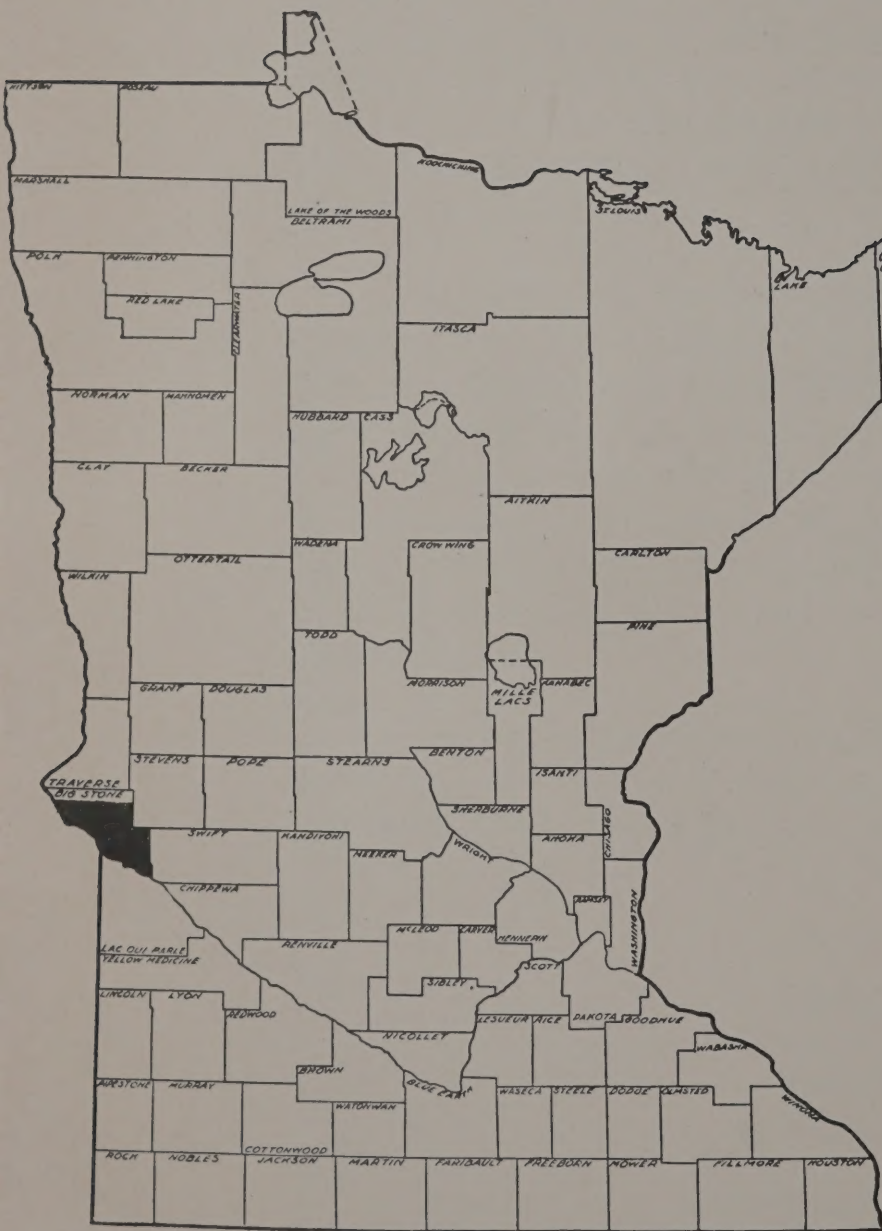 KITTSON
ROSEAU
KOOCHICHING
MARSHALL
LAKE OF THE WOODS
BELTRAMI
ST. LOUIS
POLK
PENNINGTON
LAKE
RED LAKE
CLEARWATER
ITASCA
NORMAN
MAHNOMEN
HUBBARD
CASS
CLAY
BECKER
AITKIN
WADENA
CROW WING
CARLTON
OTTERTAIL
WILKIN
PINE
TODD
MORRISON
MILLE
LACS
KANABEC
GRANT
DOUGLAS
STEVENS
POPE
STEARNS
BENTON
ISANTI
TRAVERSE
BIG STONE
SHERBURNE
CHISAGO
SWIFT
KANDIYOHI
MEEKER
WRIGHT
ANOKA
CHIPPEWA
RAMSEY
WASHINGTON
MCLEOD
CARVER
HENNEPIN
LAC QUI PARLE
RENVILLE
YELLOW MEDICINE
SCOTT
SIBLEY
LINCOLN
LYON
REDWOOD
NICOLLET
LESUEUR
RICE
DAKOTA
GOODHUE
WABASHA
BROWN
PIPESTONE
MURRAY
WATONWAN
BLUE EARTH
WASECA
STEELE
DODGE
OLMSTED
WINONA
COTTONWOOD
ROCK
NOBLES
JACKSON
MARTIN
FARIBAULT
FREEBORN
MOWER
FILLMORE
HOUSTON